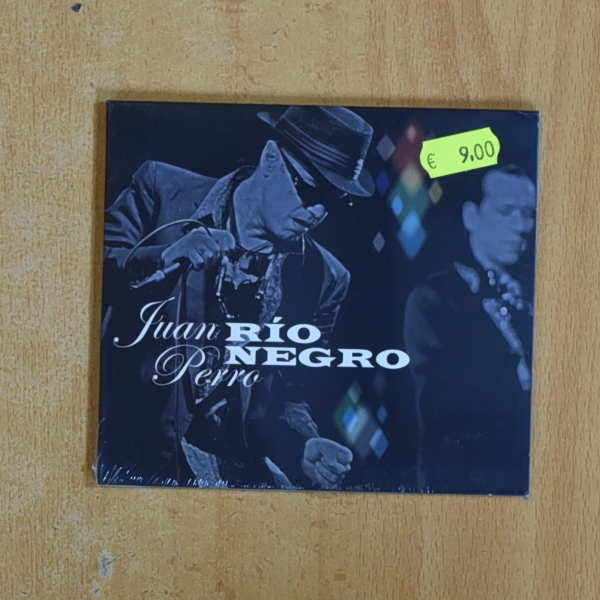 € 9.00
Juan
Perro
RÍO
NEGRO